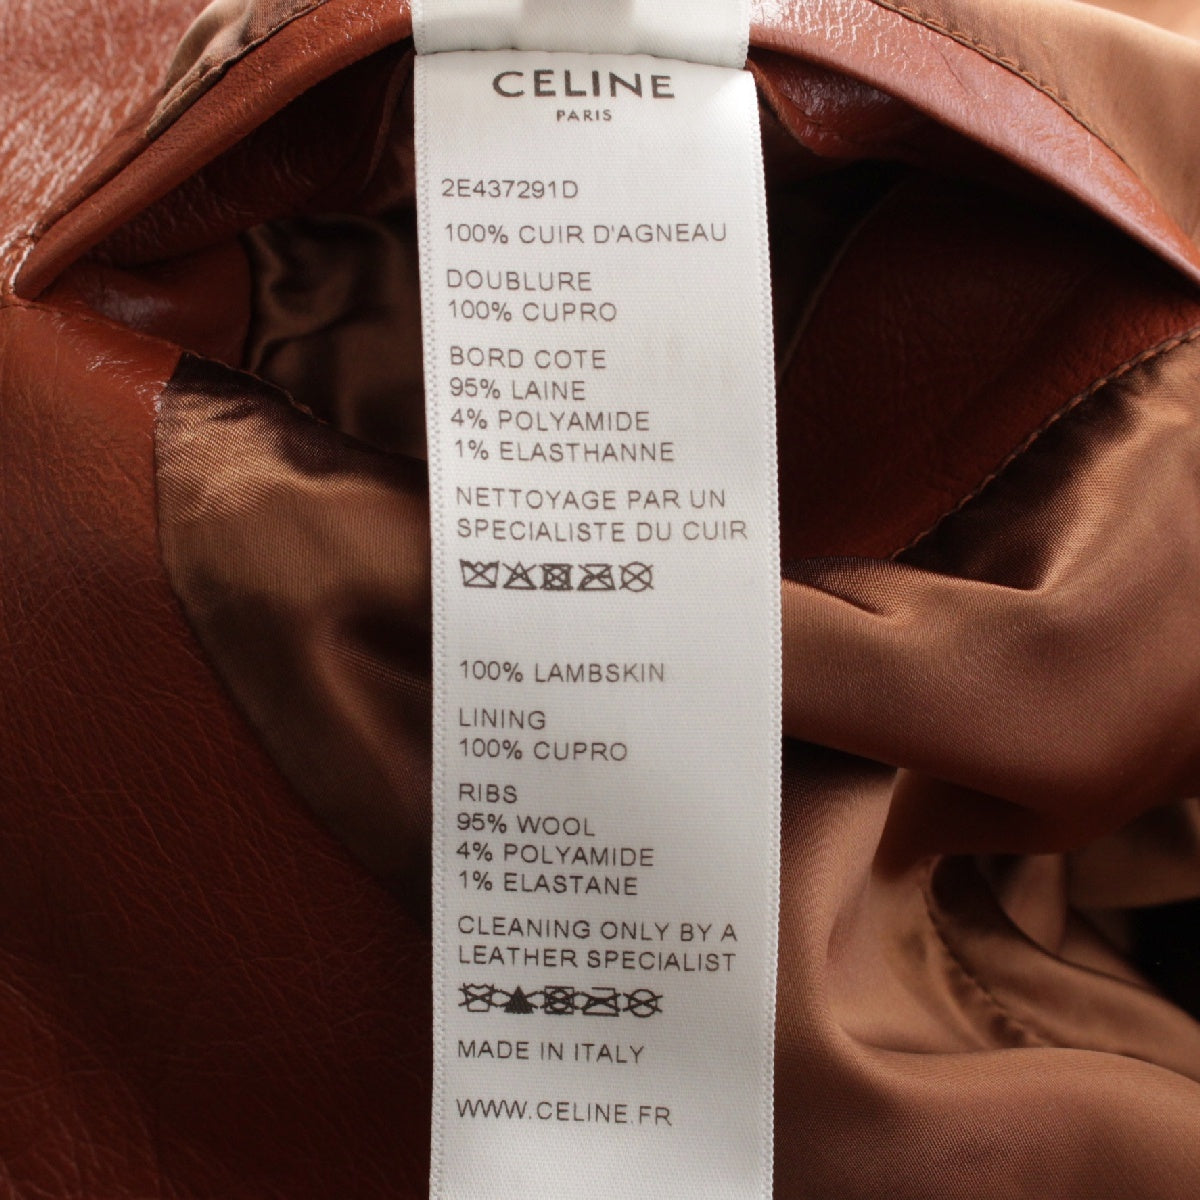 CELINE
PARIS
2E437291D
100% CUIR D'AGNEAU
DOUBLURE
100% CUPRO
BORD COTE
95% LAINE
4% POLYAMIDE
1% ELASTHANNE
NETTOYAGE PAR UN
SPECIALISTE DU CUIR
100% LAMBSKIN
LINING
100% CUPRO
RIBS
95% WOOL
4% POLYAMIDE
1% ELASTANE
CLEANING ONLY BY A
LEATHER SPECIALIST
MADE IN ITALY
WWW.CELINE.FR